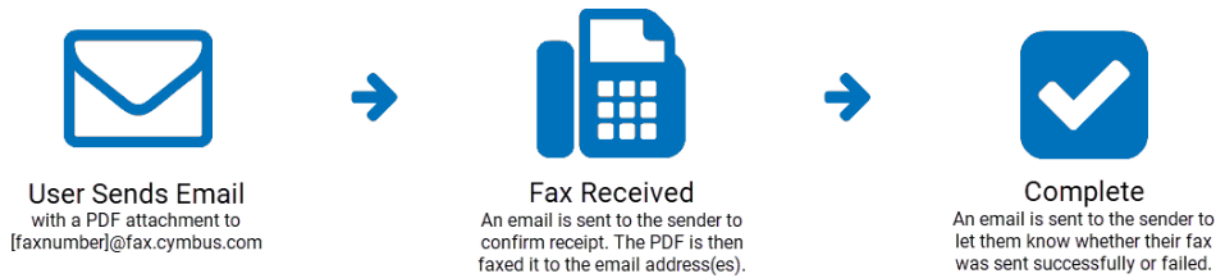 User Sends Email
with a PDF attachment to
[faxnumber]@fax.cymbus.com
Fax Received
An email is sent to the sender to
confirm receipt. The PDF is then
faxed it to the email address(es).
Complete
An email is sent to the sender to
let them know whether their fax
was sent successfully or failed.